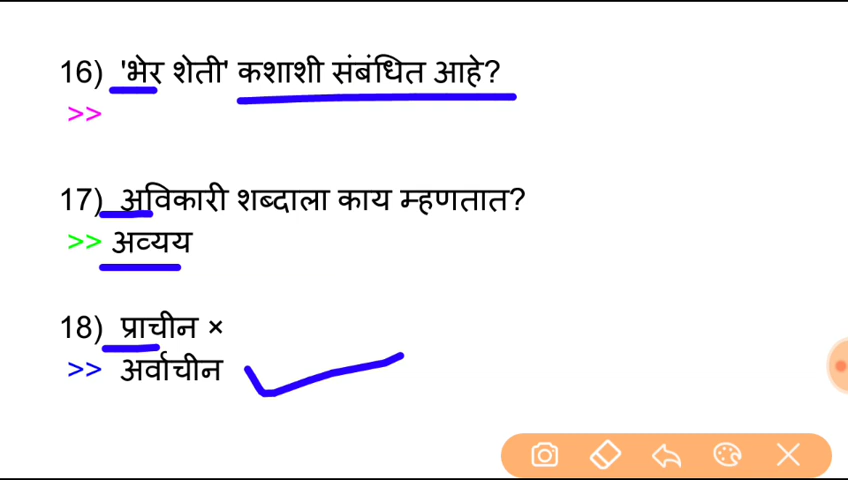 16) 'भेर शेती' कशाशी संबंधित आहे?
>>
17) अविकारी शब्दाला काय म्हणतात?
>> अव्यय
18) प्राचीन ×
>> अर्वाचीन